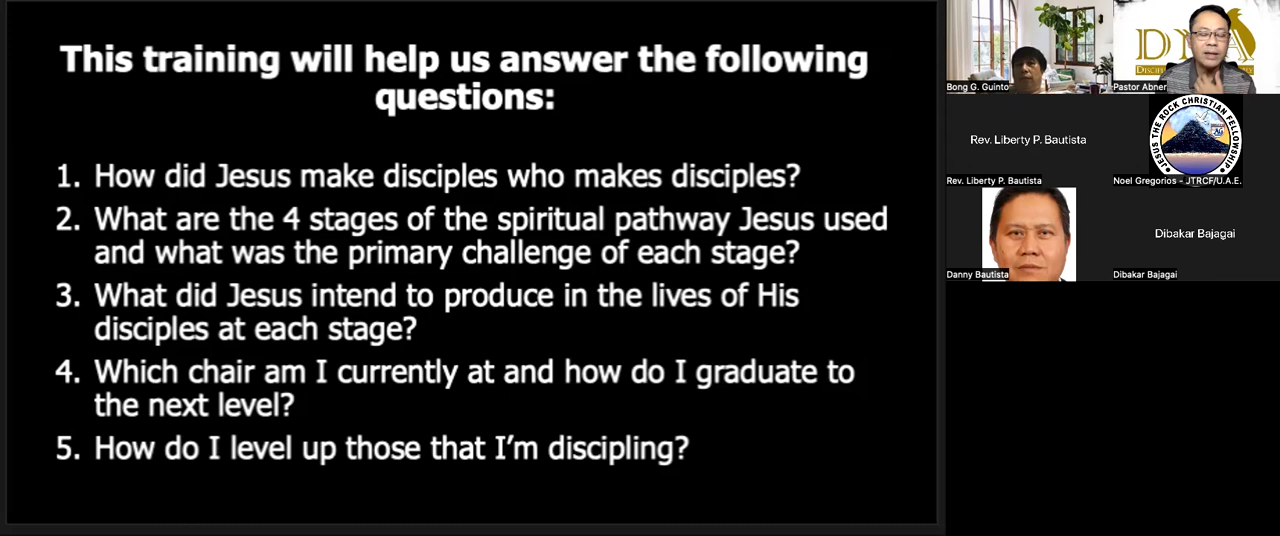 This training will help us answer the following
questions:
1. How did Jesus make disciples who makes disciples?
2. What are the 4 stages of the spiritual pathway Jesus used
and what was the primary challenge of each stage?
3. What did Jesus intend to produce in the lives of His
disciples at each stage?
4. Which chair am I currently at and how do I graduate to
the next level?
5. How do I level up those that I'm discipling?
Bong G. Guinto
Pastor Abner
Rev. Liberty P. Bautista
Rev. Liberty P. Bautista
JESUS THE ROCK CHRISTIAN FELLOWSHIP
Noel Gregorios - JTRCF/U.A.E.
Danny Bautista
Dibakar Bajagai
Dibakar Bajagai